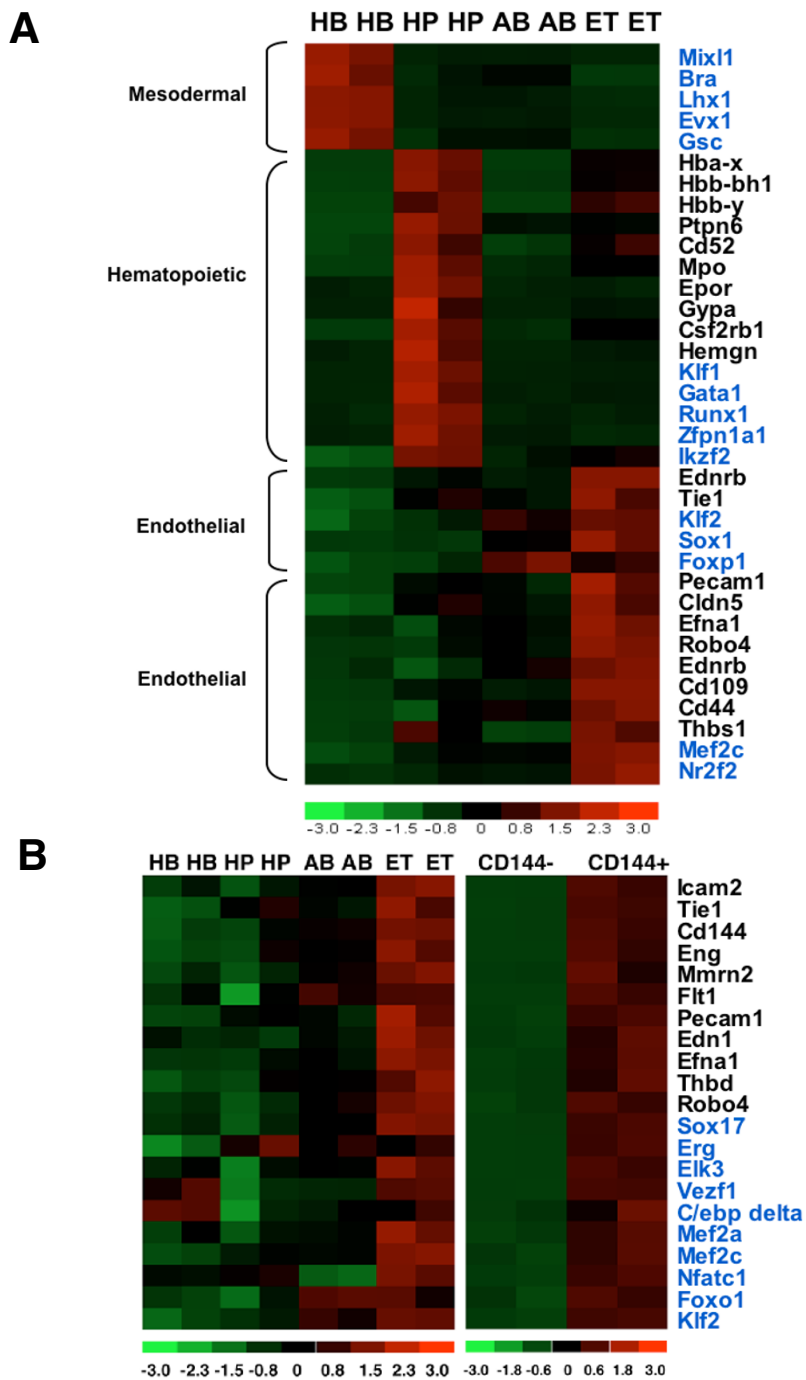 A
HB HB HP HP AB AB ET ET
Mesodermal
Hematopoietic
Endothelial
Endothelial
Mixl1
Bra
Lhx1
Evx1
Gsc
Hba-x
Hbb-bh1
Hbb-y
Ptpn6
Cd52
Mpo
Epor
Gypa
Csf2rb1
Hemgn
Klf1
Gata1
Runx1
Zfpn1a1
Ikzf2
Ednrb
Tie1
Klf2
Sox1
Foxp1
Pecam1
Cldn5
Efna1
Robo4
Ednrb
Cd109
Cd44
Thbs1
Mef2c
Nr2f2
-3.0 -2.3 -1.5 -0.8 0 0.8 1.5 2.3 3.0
B
HB HB HP HP AB AB ET ET CD144- CD144+
Icam2
Tie1
Cd144
Eng
Mmrn2
Flt1
Pecam1
Edn1
Efna1
Thbd
Robo4
Sox17
Erg
Elk3
Vezf1
C/ebp delta
Mef2a
Mef2c
Nfatc1
Foxo1
Klf2
-3.0 -2.3 -1.5 -0.8 0 0.8 1.5 2.3 3.0 -3.0 -1.8 -0.6 0 0.6 1.8 3.0